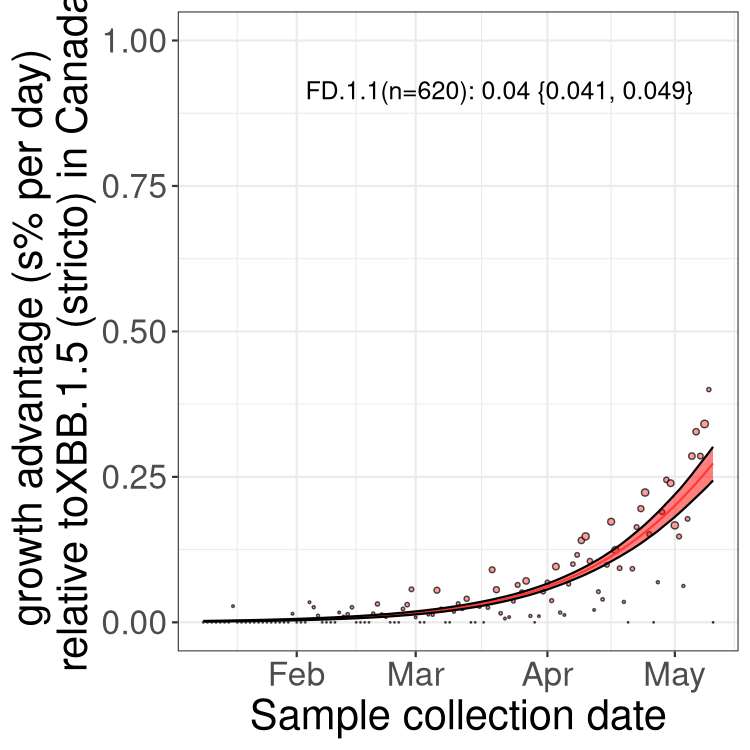 growth advantage (s% per day)
relative toXBB.1.5 (stricto) in Canada
1.00
0.75
0.50
0.25
0.00
FD.1.1(n=620): 0.04 {0.041, 0.049}
Feb
Mar
Apr
May
Sample collection date